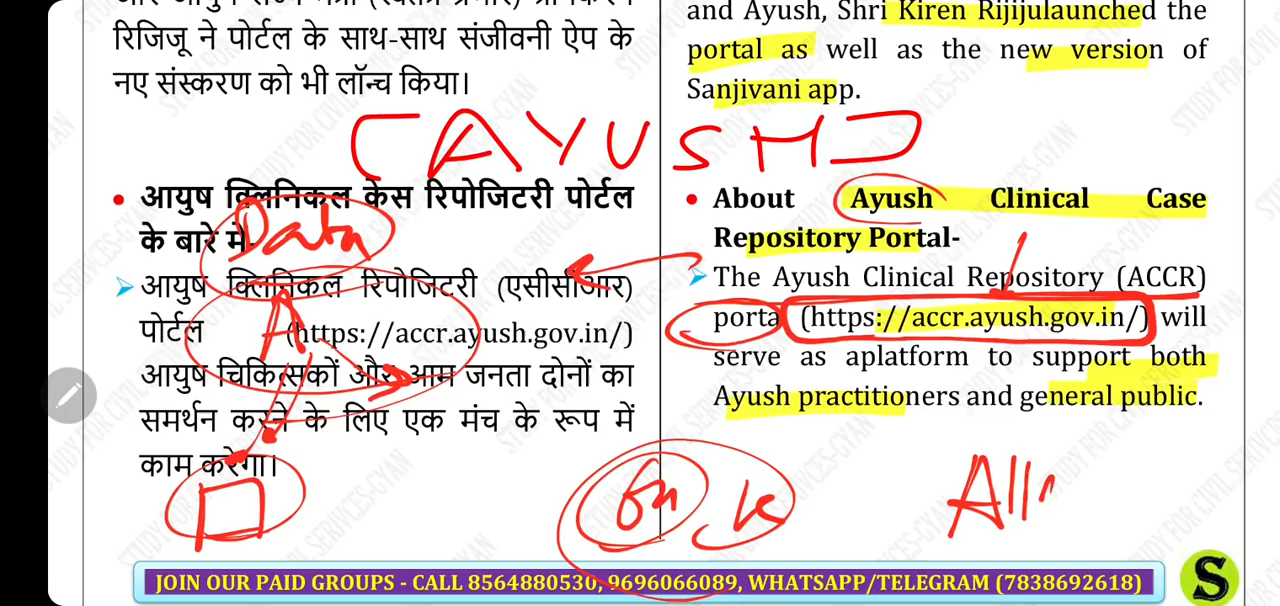 रिजिजू ने पोर्टल के साथ-साथ संजीवनी ऐप के
नए संस्करण को भी लॉन्च किया।
and Ayush, Shri Kiren Rijijulaunched the
portal as well as the new version of
Sanjivani app.
(AYUSH)
• आयुष क्लिनिकल केस रिपोजिटरी पोर्टल
के बारे में-
Data
आयुष क्लिनिकल रिपोजिटरी (एसीसीआर)
पोर्टल (https://accr.ayush.gov.in/)
आयुष चिकित्सकों और आम जनता दोनों का
समर्थन करने के लिए एक मंच के रूप में
काम करेगा।
• About Ayush Clinical Case
Repository Portal-
The Ayush Clinical Repository (ACCR)
porta (https://accr.ayush.gov.in/) will
serve as aplatform to support both
Ayush practitioners and general public.
JOIN OUR PAID GROUPS - CALL 8564880530, 9696066089, WHATSAPP/TELEGRAM (7838692618)
S